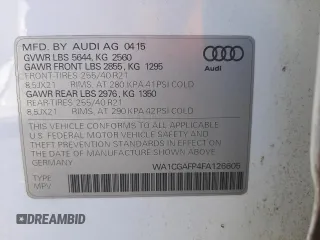 MFD. BY AUDI AG 04 15
GVWR LBS 5644, KG 2560
GAWR FRONT LBS 2855, KG 1295
FRONT-TIRES 255/40 R21
8.5JX21 RIMS, AT 280 KPA 41 PSI COLD
GAWR REAR LBS 2976, KG 1350
REAR TIRES 255/40 R21
8.5JX21 RIMS, AT 290 KPA 42 PSI COLD
THIS VEHICLE CONFORMS TO ALL APPLICABLE
U.S. FEDERAL MOTOR VEHICLE SAFETY AND
THEFT PREVENTION STANDARDS IN EFFECT
ON THE DATE OF MANUFACTURE SHOWN ABOVE
GERMANY
TYPE
MPV
Audi
DREAMBID